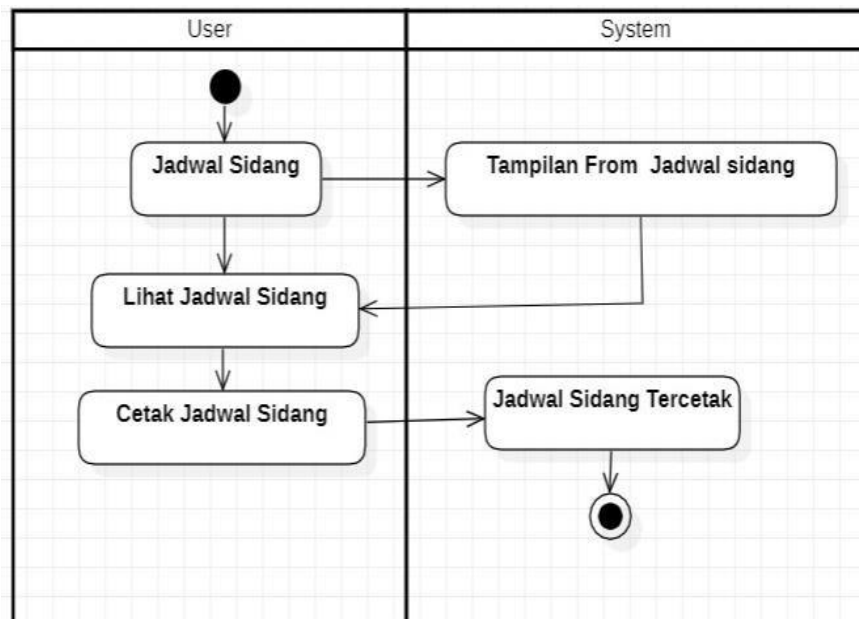 User
System
Jadwal Sidang
Tampilan From Jadwal sidang
Lihat Jadwal Sidang
Cetak Jadwal Sidang
Jadwal Sidang Tercetak